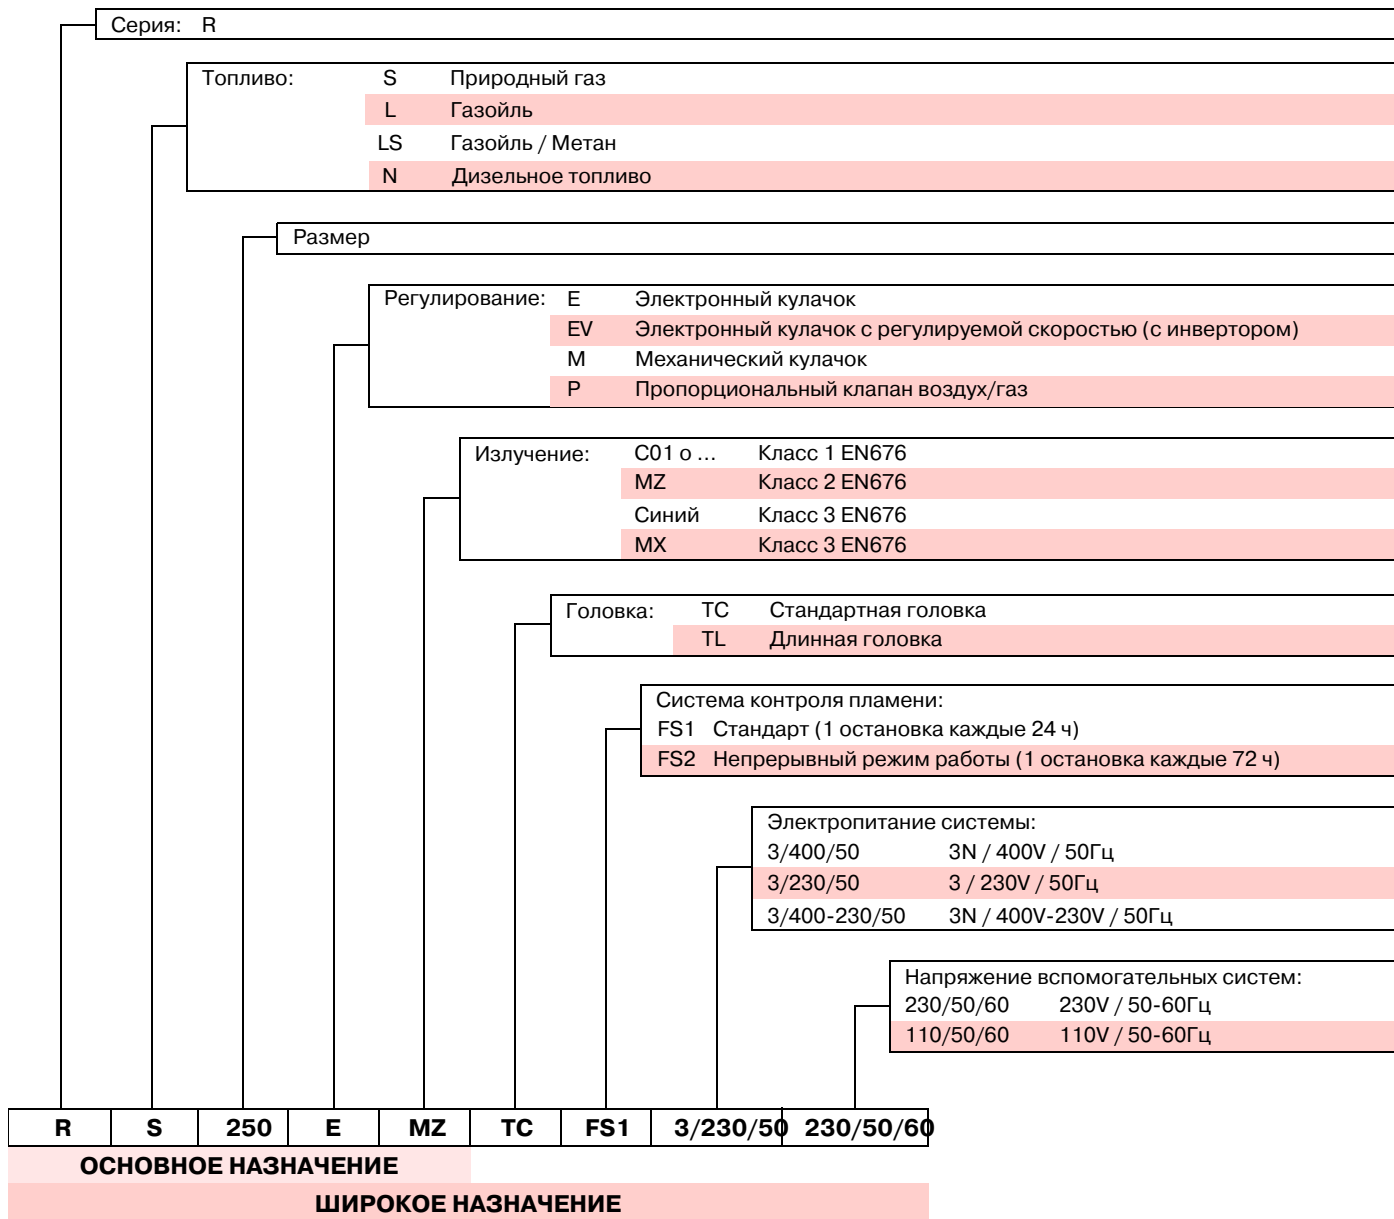 Серия: R
Топливо: S Природный газ
L Газойль
LS Газойль / Метан
N Дизельное топливо
Размер
Регулирование: E Электронный кулачок
EV Электронный кулачок с регулируемой скоростью (с инвертором)
M Механический кулачок
P Пропорциональный клапан воздух/газ
Излучение: C01 о ... Класс 1 EN676
MZ Класс 2 EN676
Синий Класс 3 EN676
MX Класс 3 EN676
Головка: TC Стандартная головка
TL Длинная головка
Система контроля пламени:
FS1 Стандарт (1 остановка каждые 24 ч)
FS2 Непрерывный режим работы (1 остановка каждые 72 ч)
Электропитание системы:
3/400/50 3N / 400V / 50Гц
3/230/50 3 / 230V / 50Гц
3/400-230/50 3N / 400V-230V / 50Гц
Напряжение вспомогательных систем:
230/50/60 230V / 50-60Гц
110/50/60 110V / 50-60Гц
R S 250 E MZ TC FS1 3/230/50 230/50/60
ОСНОВНОЕ НАЗНАЧЕНИЕ
ШИРОКОЕ НАЗНАЧЕНИЕ